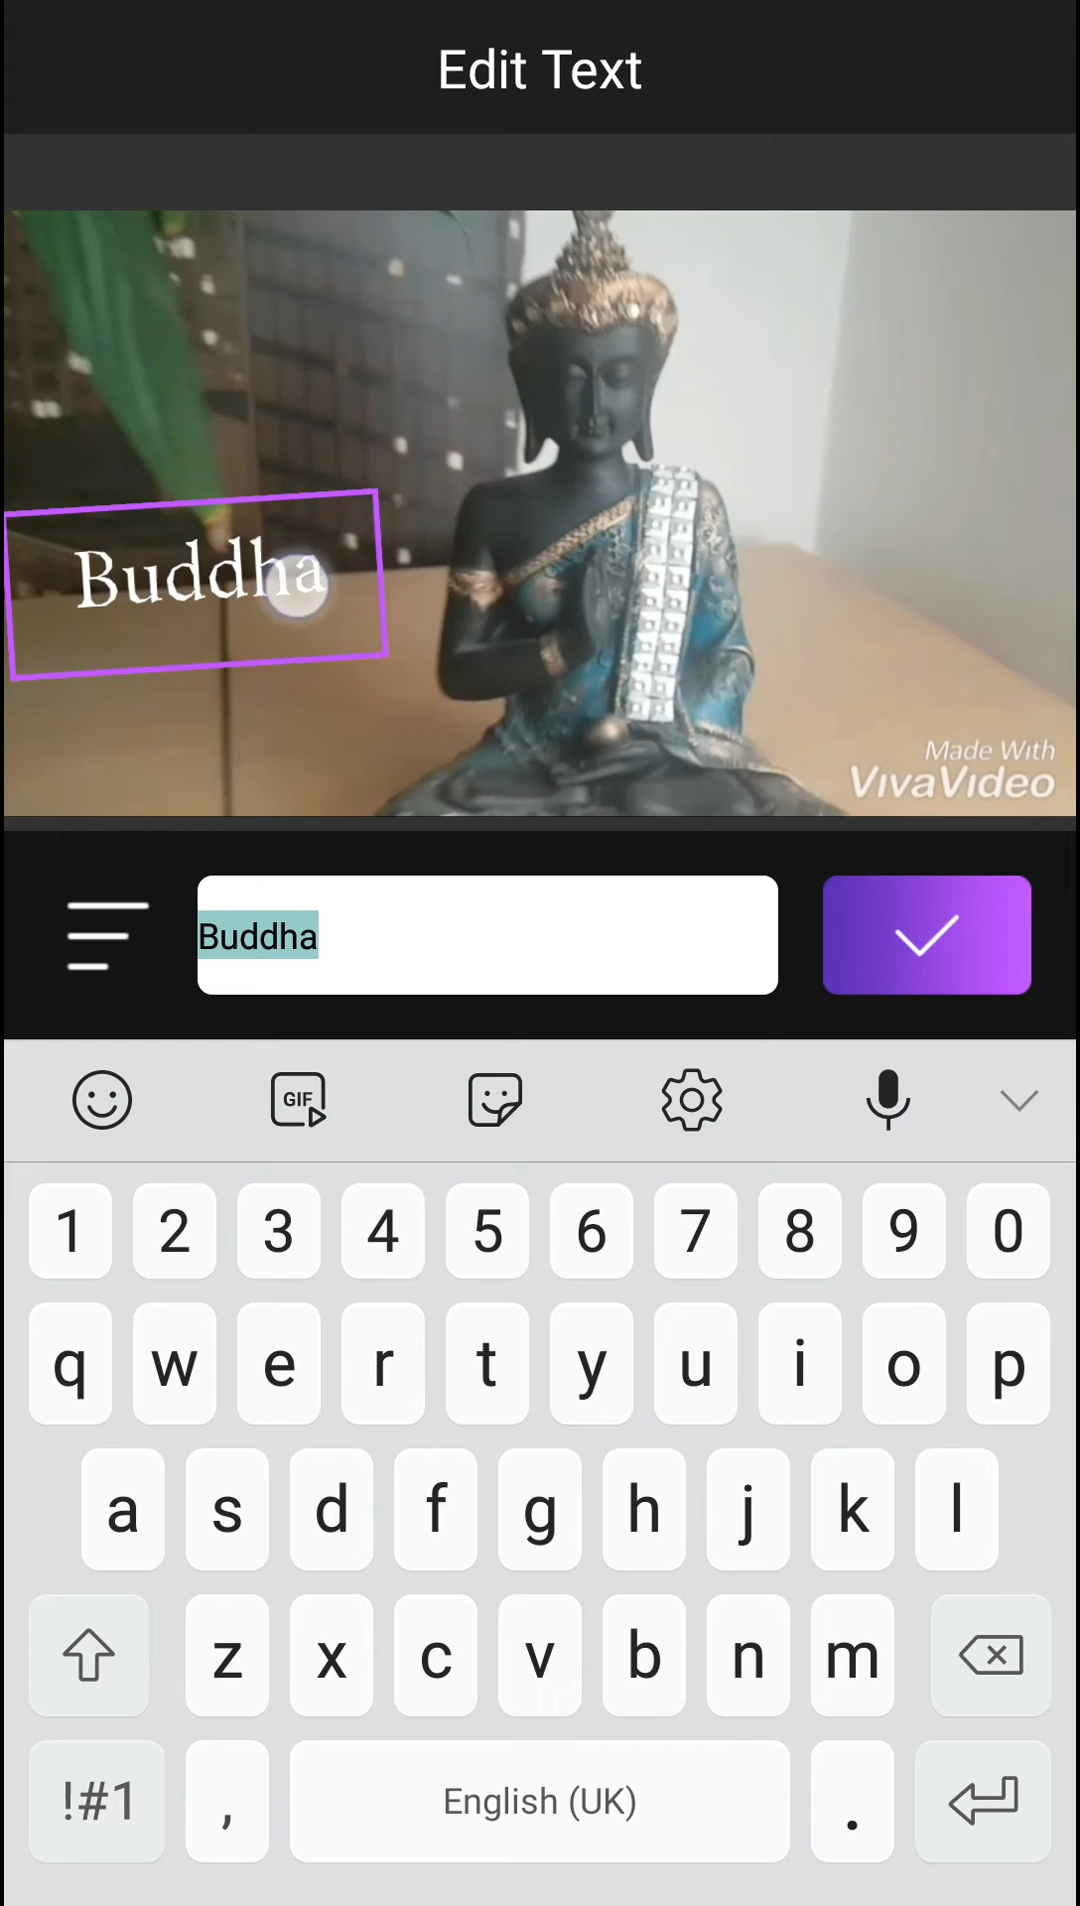 Edit Text
Buddha
Made With
VivaVideo
Buddha
GIF
1 2 3 4 5 6 7 8 9 0
q w e r t y u i o p
a s d f g h j k l
z x c v b n m
!#1 , English (UK) .